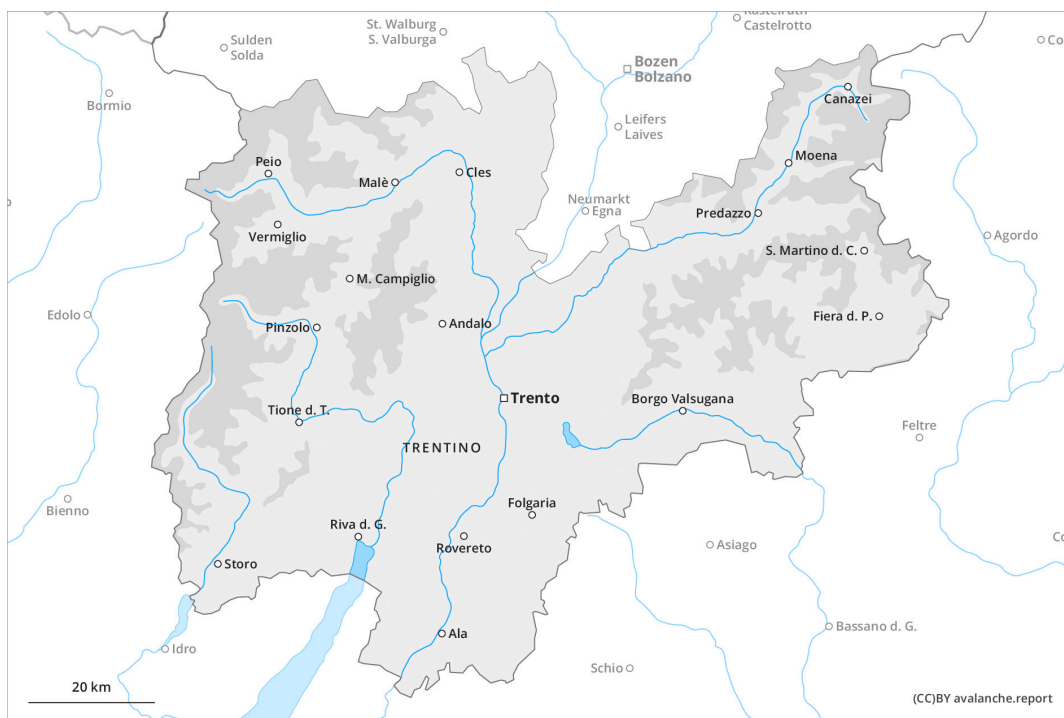 St. Walburg
S. Valburga
Castelrotto
Sulden
Solda
Bozen
Bolzano
Bormio
Canazei
Leifers
Laives
Moena
Peio
Malè
Cles
Neumarkt
Egna
Predazzo
Vermiglio
Agordo
S. Martino d. C.
M. Campiglio
Edolo
Pinzolo
Andalo
Fiera d. P.
Trento
Borgo Valsugana
Tione d. T.
Feltre
TRENTINO
Bienno
Folgaria
Riva d. G.
Rovereto
Asiago
Storo
Ala
Bassano d. G.
Idro
Schio
20 km
(CC)BY avalanche.report